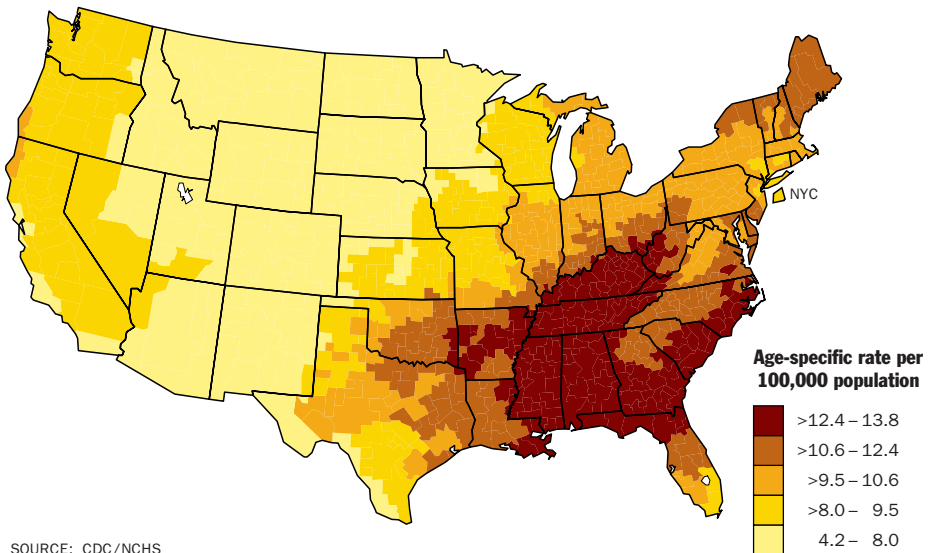 NYC
Age-specific rate per
100,000 population
>12.4 – 13.8
>10.6 – 12.4
>9.5 – 10.6
>8.0 – 9.5
4.2 – 8.0
SOURCE: CDC/NCHS